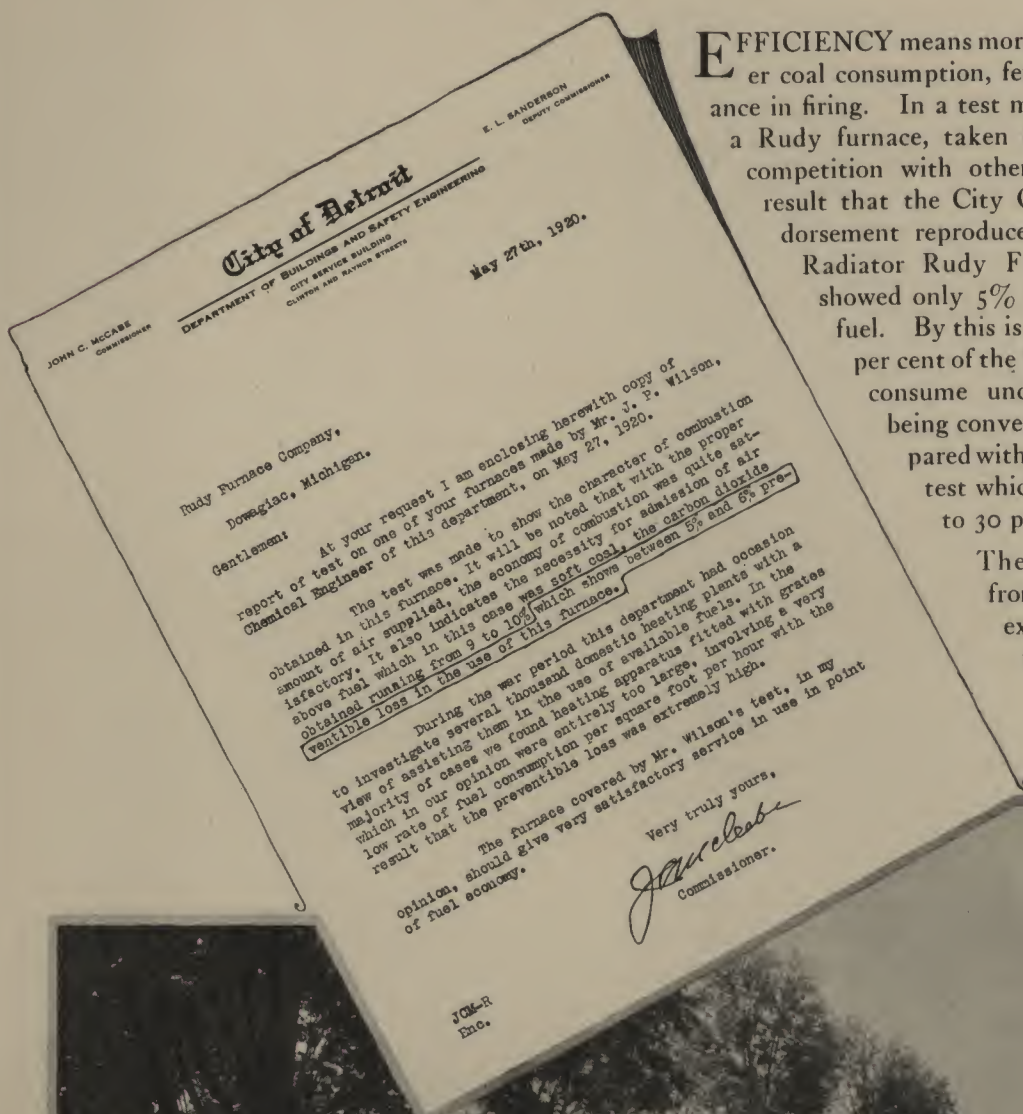 JOHN C. McCABE
COMMISSIONER
E. L. SANDERSON
DEPUTY COMMISSIONER
City of Detroit
DEPARTMENT OF BUILDINGS AND SAFETY ENGINEERING
CITY SERVICE BUILDING
CLINTON AND RAYNOR STREETS
May 27th, 1920.
Rudy Furnace Company,
Dowagiac, Michigan.
Gentlemen:
At your request I am enclosing herewith copy of
report of test on one of your furnaces made by Mr. J. P. Wilson,
Chemical Engineer of this department, on May 27, 1920.
The test was made to show the character of combustion
obtained in this furnace. It will be noted that with the proper
amount of air supplied, the economy of combustion was quite sat-
isfactory. It also indicates the necessity for admission of air
above fuel which in this case was soft coal, the carbon dioxide
obtained running from 9 to 10% which shows between 5% and 6% pre-
ventible loss in the use of this furnace.
During the war period this department had occasion
to investigate several thousand domestic heating plants with a
view of assisting them in the use of available fuels. In the
majority of cases we found heating apparatus fitted with grates
which in our opinion were entirely too large, involving a very
low rate of fuel consumption per square foot per hour with the
result that the preventible loss was extremely high.
The furnace covered by Mr. Wilson's test, in my
opinion, should give very satisfactory service in use in point
of fuel economy.
Very truly yours,
Commissioner.
JCM-R
Enc.
EFFICIENCY means mor
er coal consumption, fe
ance in firing. In a test m
a Rudy furnace, taken
competition with other
result that the City C
dorsement reproduce
Radiator Rudy F
showed only 5%
fuel. By this is
per cent of the
consume und
being conve
pared with
test whic
to 30 p
The
fro
ex